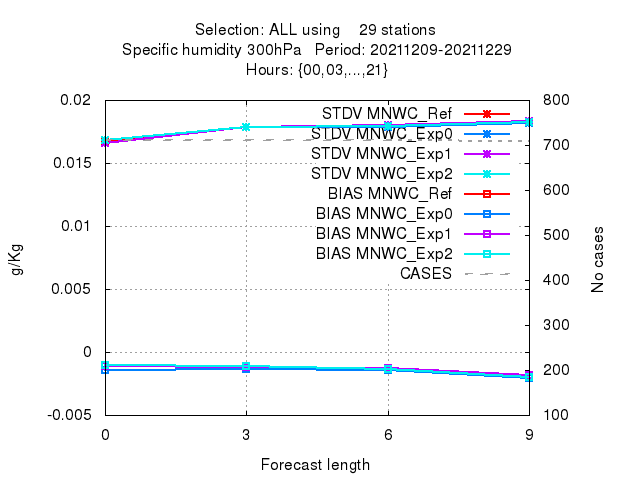 Selection: ALL using 29 stations
Specific humidity 300hPa Period: 20211209-20211229
Hours: {00,03,...,21}
0.02
0.015
0.01
0.005
0
-0.005
g/Kg
800
700
600
500
400
300
200
100
No cases
STDV MNWC_Ref
STDV MNWC_Exp0
STDV MNWC_Exp1
STDV MNWC_Exp2
BIAS MNWC_Ref
BIAS MNWC_Exp0
BIAS MNWC_Exp1
BIAS MNWC_Exp2
CASES
0 3 6 9
Forecast length